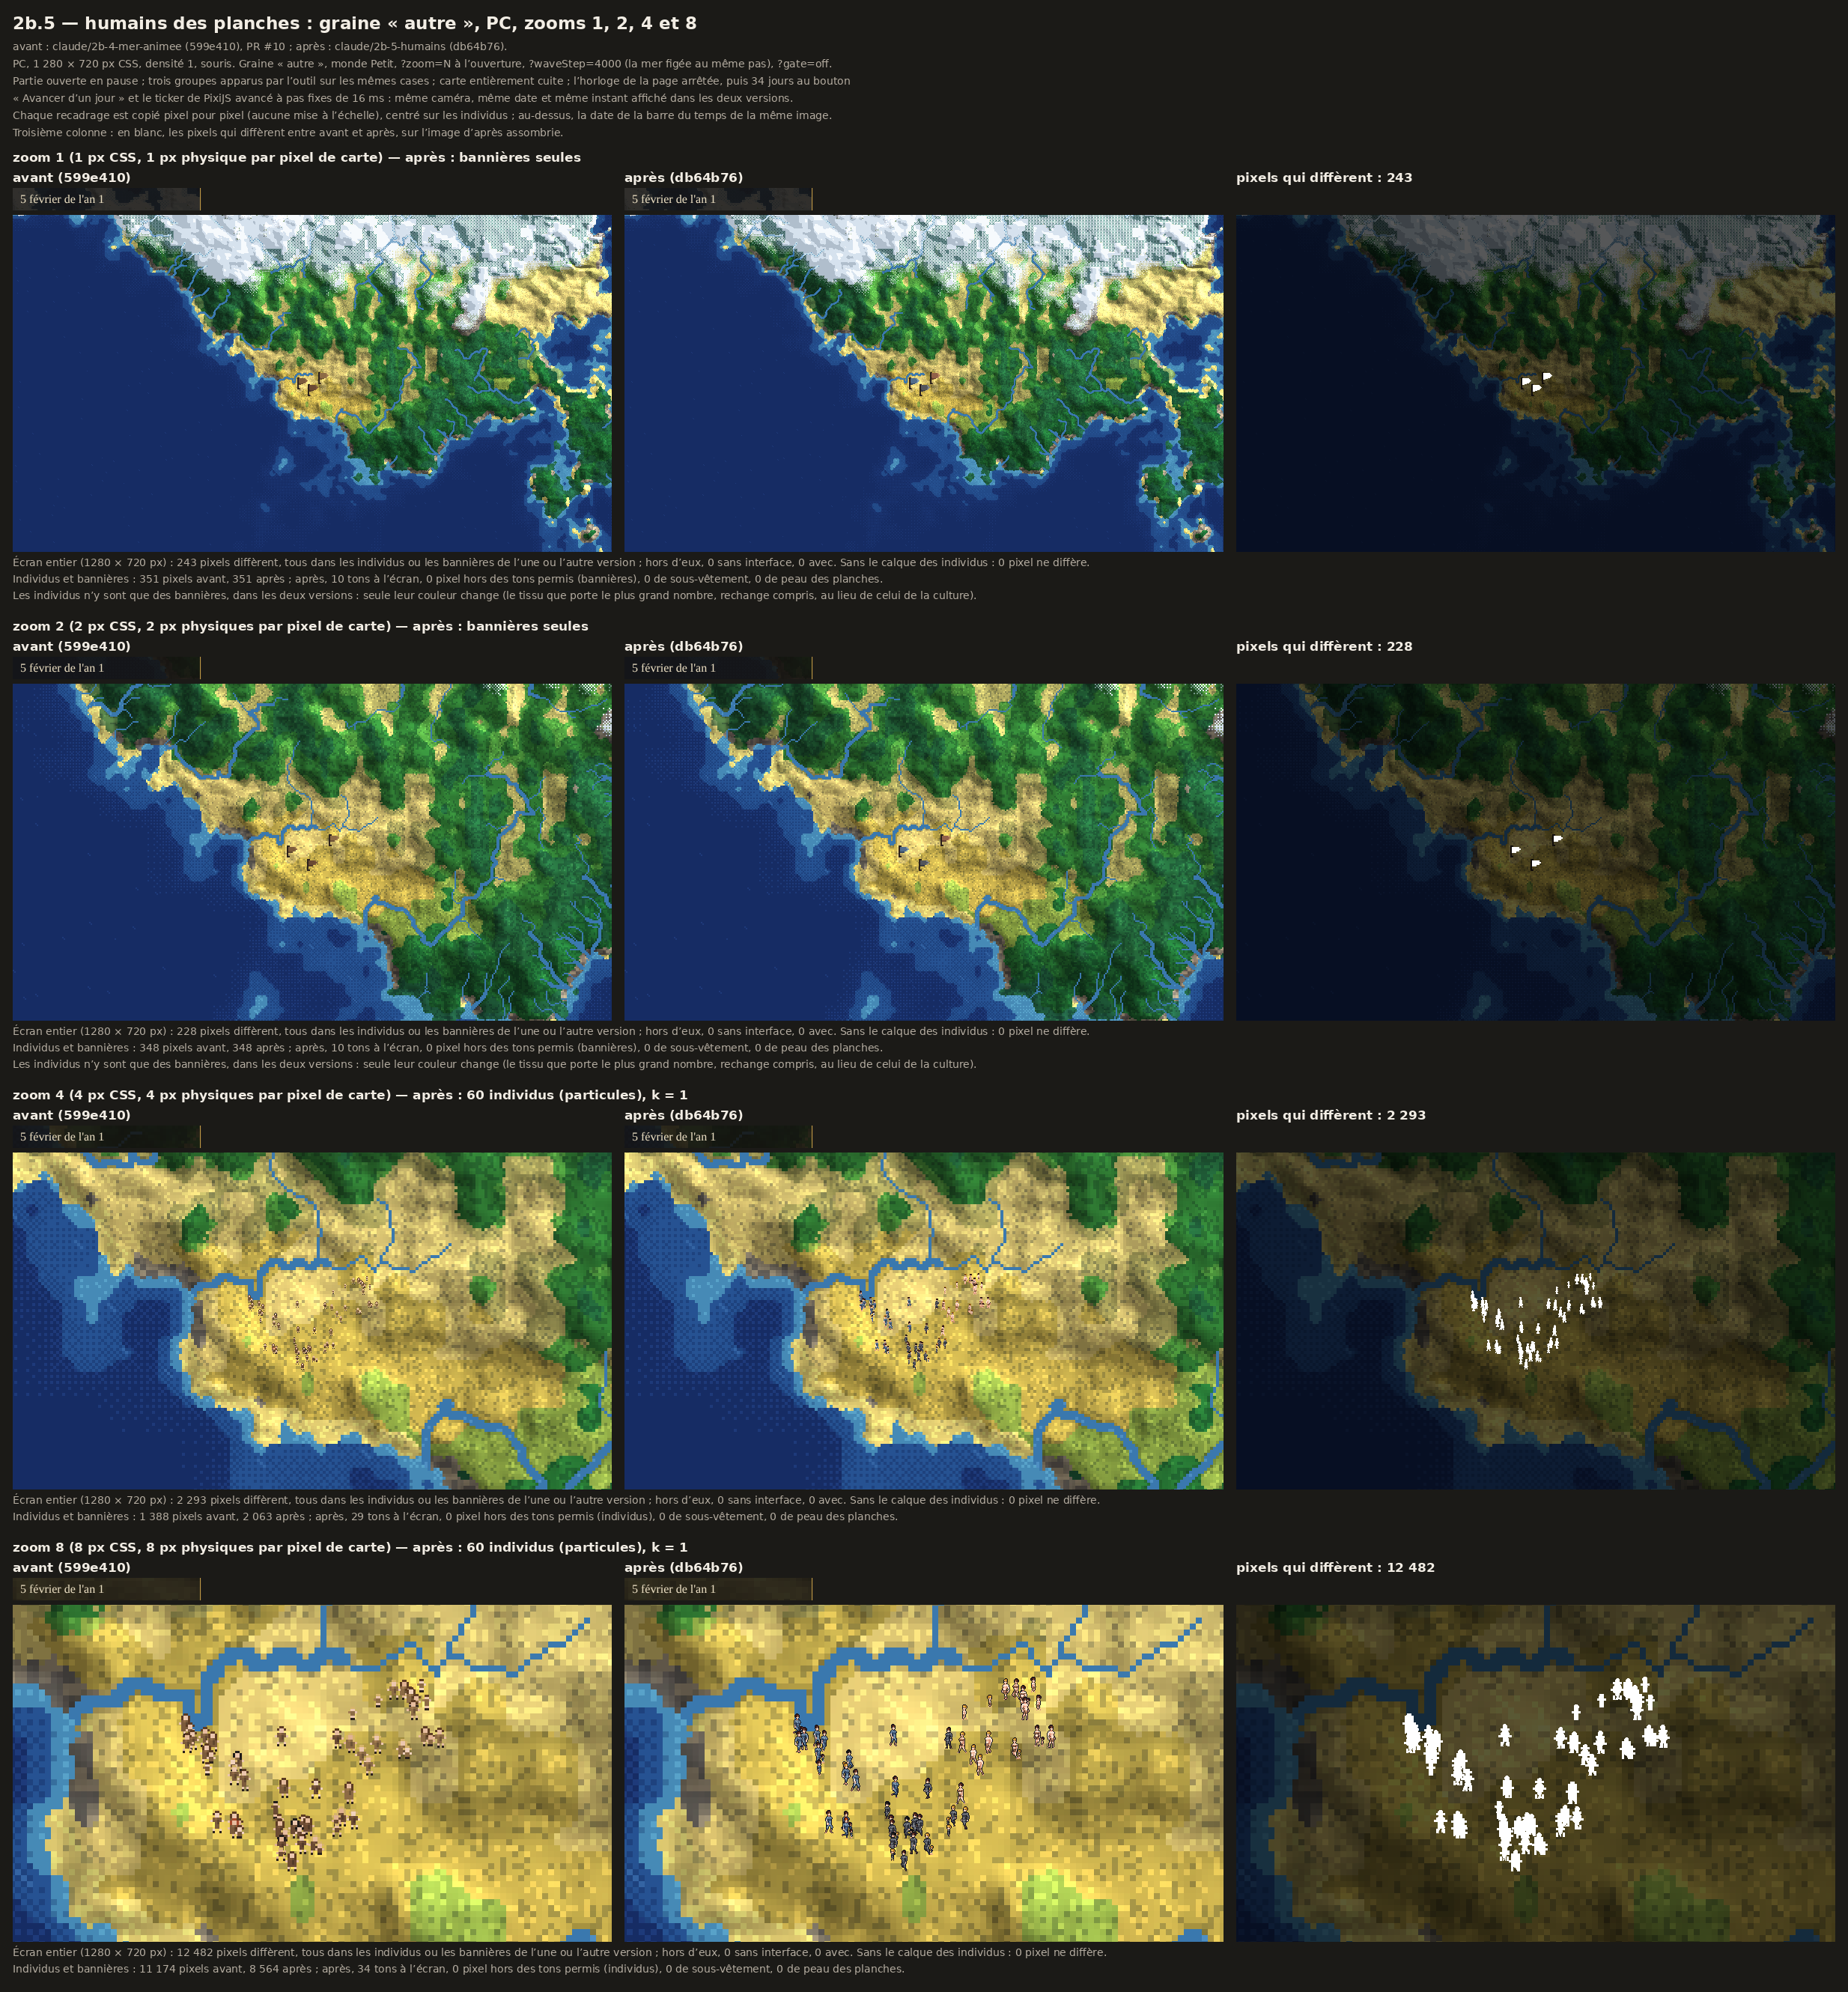 2b.5 — humains des planches : graine « autre », PC, zooms 1, 2, 4 et 8
avant : claude/2b-4-mer-animee (599e410), PR #10 ; après : claude/2b-5-humains (db64b76).
PC, 1 280 × 720 px CSS, densité 1, souris. Graine « autre », monde Petit, ?zoom=N à l’ouverture, ?waveStep=4000 (la mer figée au même pas), ?gate=off.
Partie ouverte en pause ; trois groupes apparus par l’outil sur les mêmes cases ; carte entièrement cuite ; l’horloge de la page arrêtée, puis 34 jours au bouton
« Avancer d’un jour » et le ticker de PixiJS avancé à pas fixes de 16 ms : même caméra, même date et même instant affiché dans les deux versions.
Chaque recadrage est copié pixel pour pixel (aucune mise à l’échelle), centré sur les individus ; au-dessus, la date de la barre du temps de la même image.
Troisième colonne : en blanc, les pixels qui diffèrent entre avant et après, sur l’image d’après assombrie.
zoom 1 (1 px CSS, 1 px physique par pixel de carte) — après : bannières seules
avant (599e410)
après (db64b76)
pixels qui diffèrent : 243
5 février de l'an 1
5 février de l'an 1
Écran entier (1280 × 720 px) : 243 pixels diffèrent, tous dans les individus ou les bannières de l’une ou l’autre version ; hors d’eux, 0 sans interface, 0 avec. Sans le calque des individus : 0 pixel ne diffère.
Individus et bannières : 351 pixels avant, 351 après ; après, 10 tons à l’écran, 0 pixel hors des tons permis (bannières), 0 de sous-vêtement, 0 de peau des planches.
Les individus n’y sont que des bannières, dans les deux versions : seule leur couleur change (le tissu que porte le plus grand nombre, rechange compris, au lieu de celui de la culture).
zoom 2 (2 px CSS, 2 px physiques par pixel de carte) — après : bannières seules
avant (599e410)
après (db64b76)
pixels qui diffèrent : 228
5 février de l'an 1
5 février de l'an 1
Écran entier (1280 × 720 px) : 228 pixels diffèrent, tous dans les individus ou les bannières de l’une ou l’autre version ; hors d’eux, 0 sans interface, 0 avec. Sans le calque des individus : 0 pixel ne diffère.
Individus et bannières : 348 pixels avant, 348 après ; après, 10 tons à l’écran, 0 pixel hors des tons permis (bannières), 0 de sous-vêtement, 0 de peau des planches.
Les individus n’y sont que des bannières, dans les deux versions : seule leur couleur change (le tissu que porte le plus grand nombre, rechange compris, au lieu de celui de la culture).
zoom 4 (4 px CSS, 4 px physiques par pixel de carte) — après : 60 individus (particules), k = 1
avant (599e410)
après (db64b76)
pixels qui diffèrent : 2 293
5 février de l'an 1
5 février de l'an 1
Écran entier (1280 × 720 px) : 2 293 pixels diffèrent, tous dans les individus ou les bannières de l’une ou l’autre version ; hors d’eux, 0 sans interface, 0 avec. Sans le calque des individus : 0 pixel ne diffère.
Individus et bannières : 1 388 pixels avant, 2 063 après ; après, 29 tons à l’écran, 0 pixel hors des tons permis (individus), 0 de sous-vêtement, 0 de peau des planches.
zoom 8 (8 px CSS, 8 px physiques par pixel de carte) — après : 60 individus (particules), k = 1
avant (599e410)
après (db64b76)
pixels qui diffèrent : 12 482
5 février de l'an 1
5 février de l'an 1
Écran entier (1280 × 720 px) : 12 482 pixels diffèrent, tous dans les individus ou les bannières de l’une ou l’autre version ; hors d’eux, 0 sans interface, 0 avec. Sans le calque des individus : 0 pixel ne diffère.
Individus et bannières : 11 174 pixels avant, 8 564 après ; après, 34 tons à l’écran, 0 pixel hors des tons permis (individus), 0 de sous-vêtement, 0 de peau des planches.